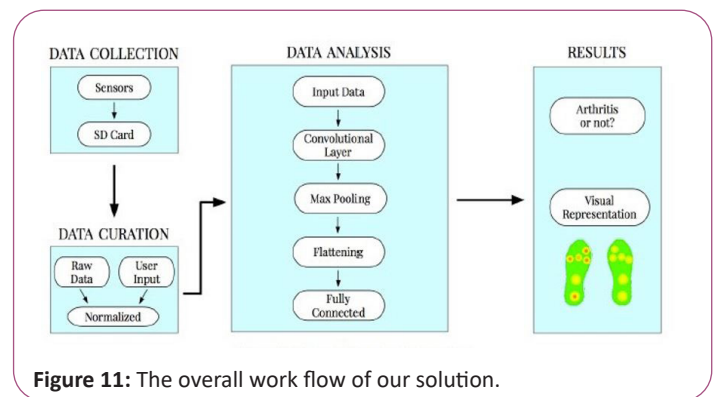 DATA COLLECTION
Sensors
SD Card
DATA CURATION
Raw
Data
User
Input
Normalized
DATA ANALYSIS
Input Data
Convolutional
Layer
Max Pooling
Flattening
Fully
Connected
RESULTS
Arthritis
or not?
Visual
Representation
Figure 11: The overall work flow of our solution.